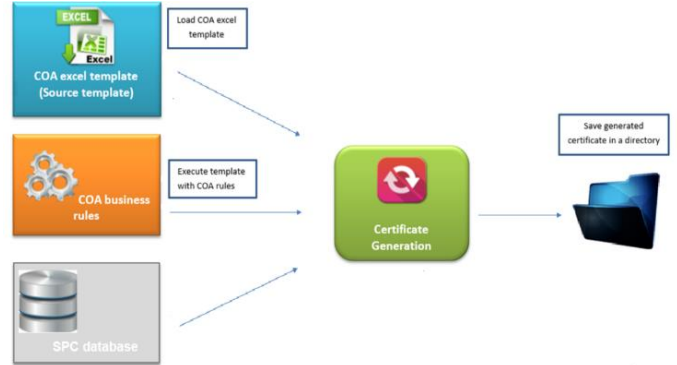 EXCEL
Excel
COA excel template
(Source template)
Load COA excel
template
COA business
rules
Execute template
with COA rules
SPC database
Certificate
Generation
Save generated
certificate in a directory